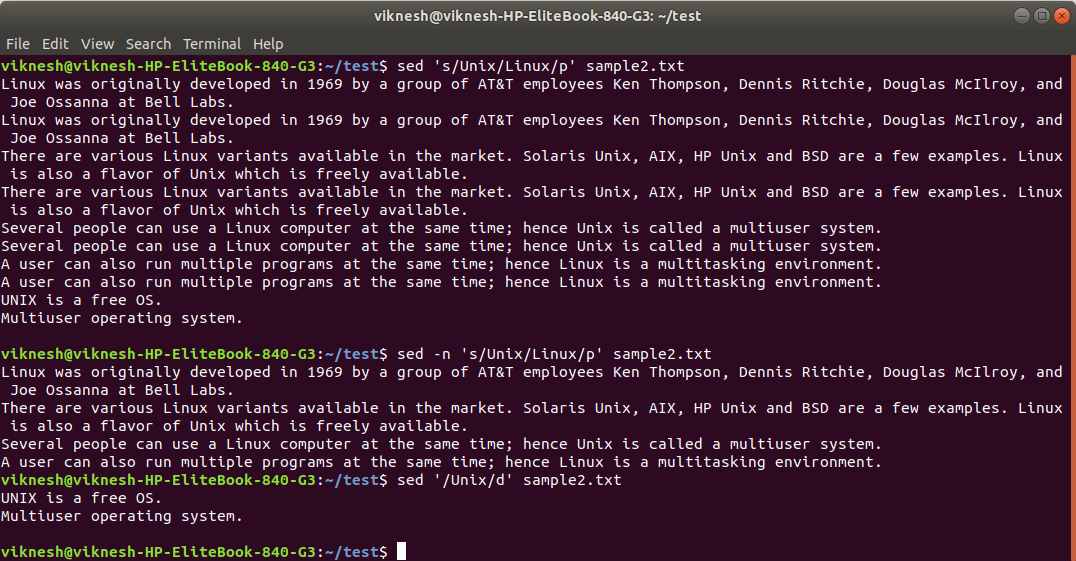 viknesh@viknesh-HP-EliteBook-840-G3: ~/test
File Edit View Search Terminal Help
viknesh@viknesh-HP-EliteBook-840-G3:~/test$ sed 's/Unix/Linux/p' sample2.txt
Linux was originally developed in 1969 by a group of AT&T employees Ken Thompson, Dennis Ritchie, Douglas McIlroy, and
 Joe Ossanna at Bell Labs.
Linux was originally developed in 1969 by a group of AT&T employees Ken Thompson, Dennis Ritchie, Douglas McIlroy, and
 Joe Ossanna at Bell Labs.
There are various Linux variants available in the market. Solaris Unix, AIX, HP Unix and BSD are a few examples. Linux
 is also a flavor of Unix which is freely available.
There are various Linux variants available in the market. Solaris Unix, AIX, HP Unix and BSD are a few examples. Linux
 is also a flavor of Unix which is freely available.
Several people can use a Linux computer at the same time; hence Unix is called a multiuser system.
Several people can use a Linux computer at the same time; hence Unix is called a multiuser system.
A user can also run multiple programs at the same time; hence Linux is a multitasking environment.
A user can also run multiple programs at the same time; hence Linux is a multitasking environment.
UNIX is a free OS.
Multiuser operating system.
viknesh@viknesh-HP-EliteBook-840-G3:~/test$ sed -n 's/Unix/Linux/p' sample2.txt
Linux was originally developed in 1969 by a group of AT&T employees Ken Thompson, Dennis Ritchie, Douglas McIlroy, and
 Joe Ossanna at Bell Labs.
There are various Linux variants available in the market. Solaris Unix, AIX, HP Unix and BSD are a few examples. Linux
 is also a flavor of Unix which is freely available.
Several people can use a Linux computer at the same time; hence Unix is called a multiuser system.
A user can also run multiple programs at the same time; hence Linux is a multitasking environment.
viknesh@viknesh-HP-EliteBook-840-G3:~/test$ sed '/Unix/d' sample2.txt
UNIX is a free OS.
Multiuser operating system.
viknesh@viknesh-HP-EliteBook-840-G3:~/test$